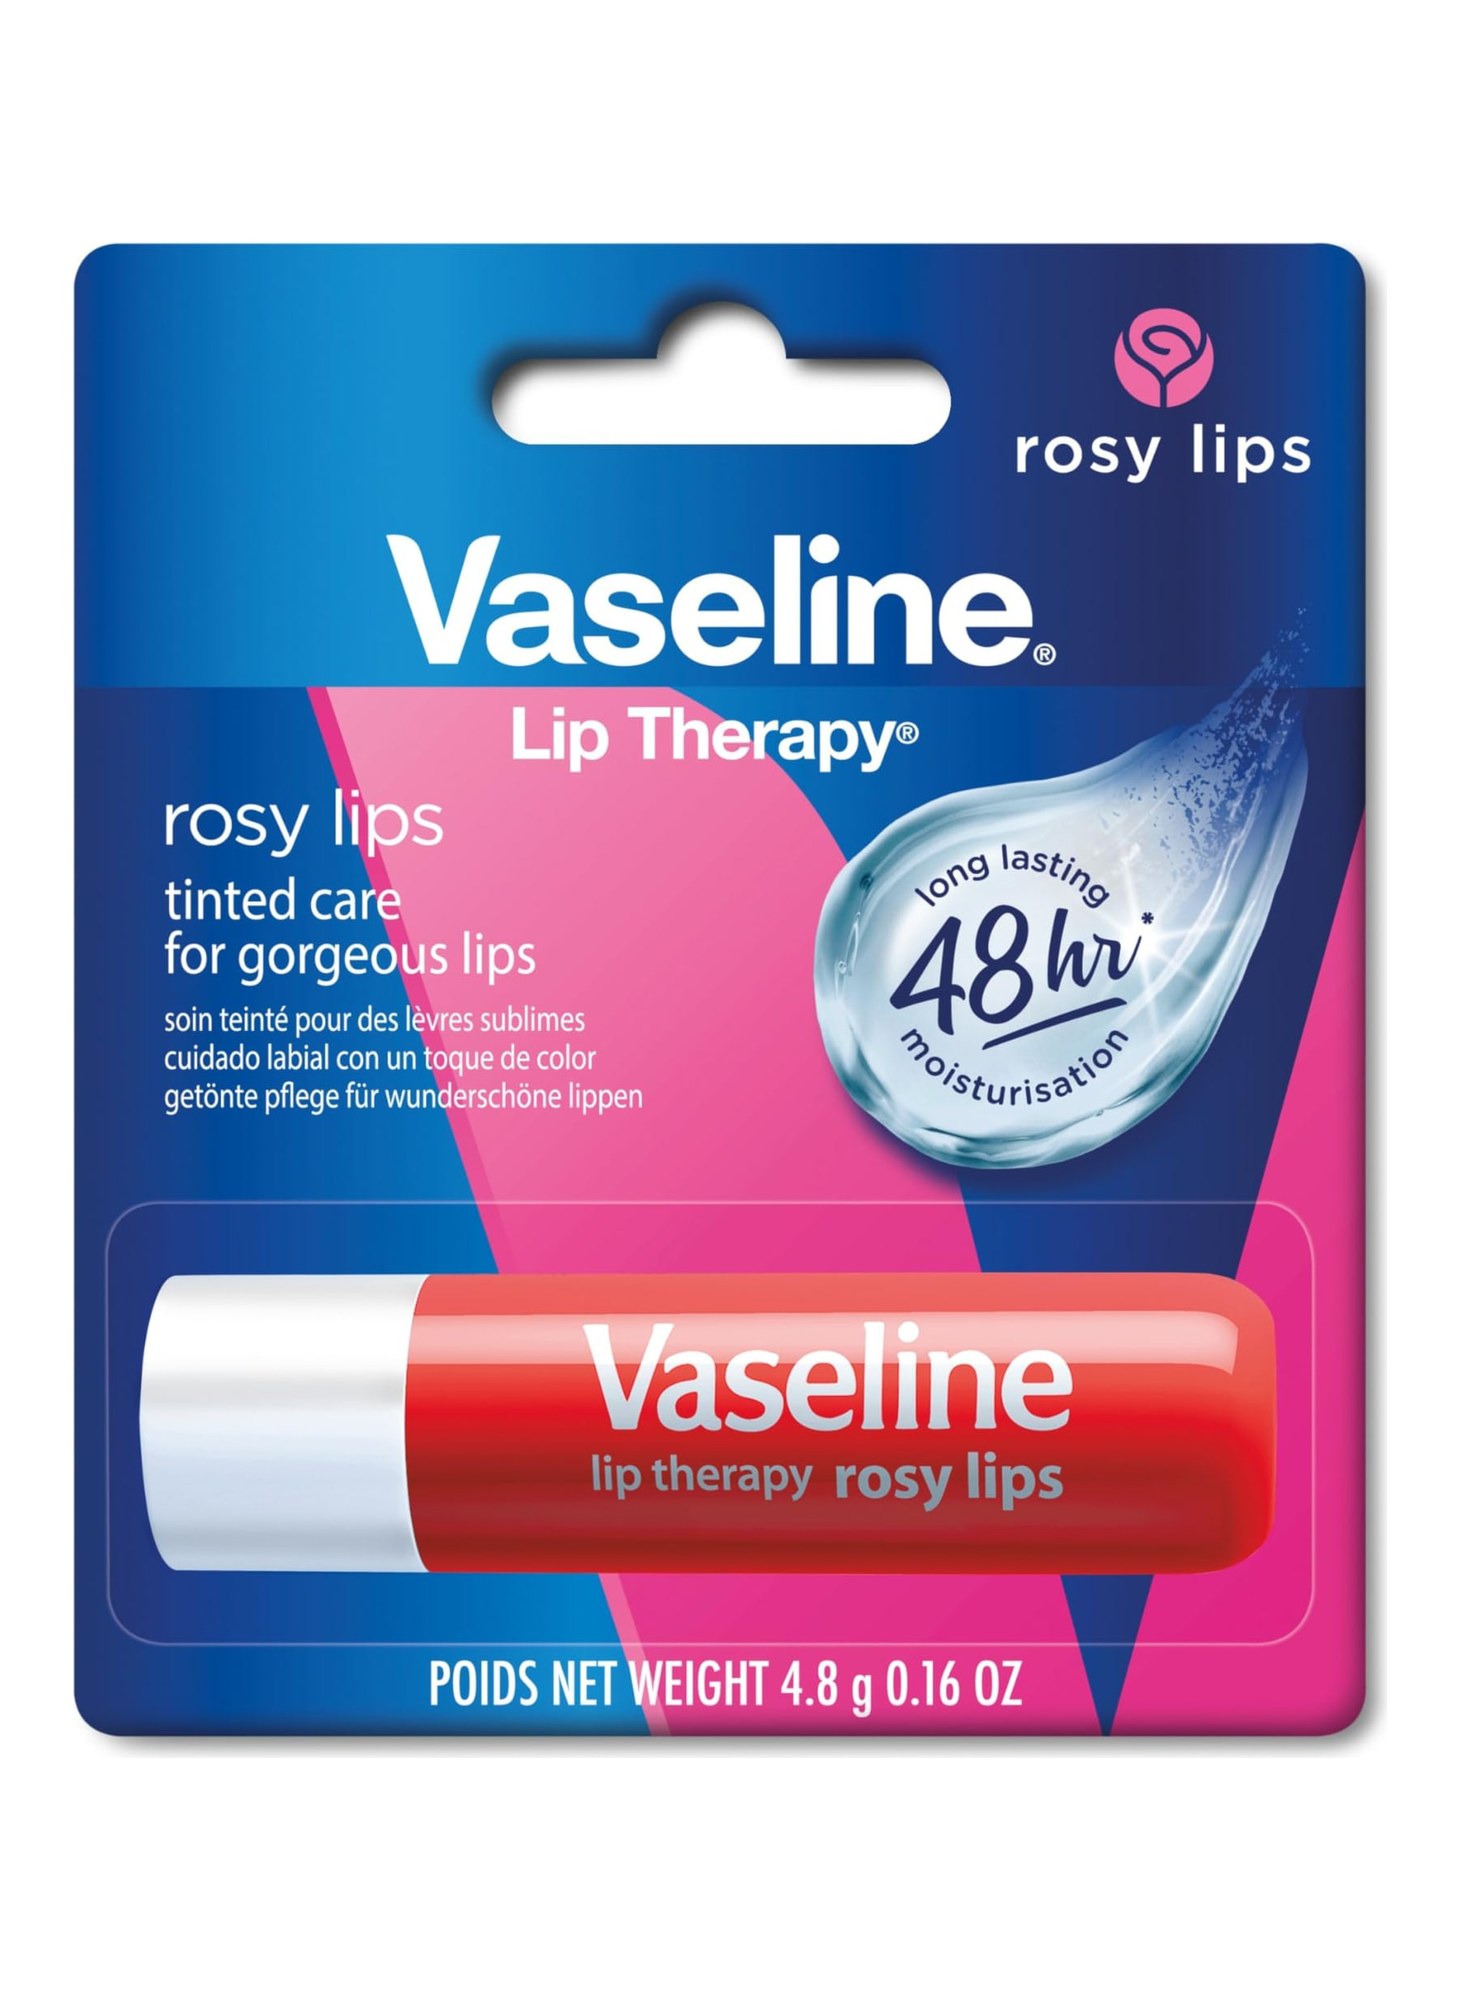 rosy lips
Vaseline®
Lip Therapy®
rosy lips
tinted care
for gorgeous lips
soin teinté pour des lèvres sublimes
cuidado labial con un toque de color
getönte pflege für wunderschöne lippen
long lasting
48hr*
moisturisation
Vaseline
lip therapy rosy lips
POIDS NET WEIGHT 4.8 g 0.16 OZ